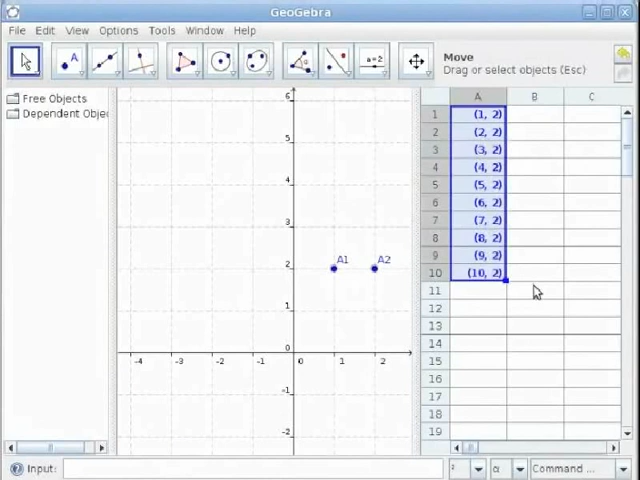 GeoGebra
File Edit View Options Tools Window Help
A
a=2
Move
Drag or select objects (Esc)
Free Objects
Dependent Objec
6
5
4
3
2
1
0
-1
-2
-4 -3 -2 -1 0 1 2
A1 A2
A B C
1 (1, 2)
2 (2, 2)
3 (3, 2)
4 (4, 2)
5 (5, 2)
6 (6, 2)
7 (7, 2)
8 (8, 2)
9 (9, 2)
10 (10, 2)
11
12
13
14
15
16
17
18
19
Input: ² α Command ...